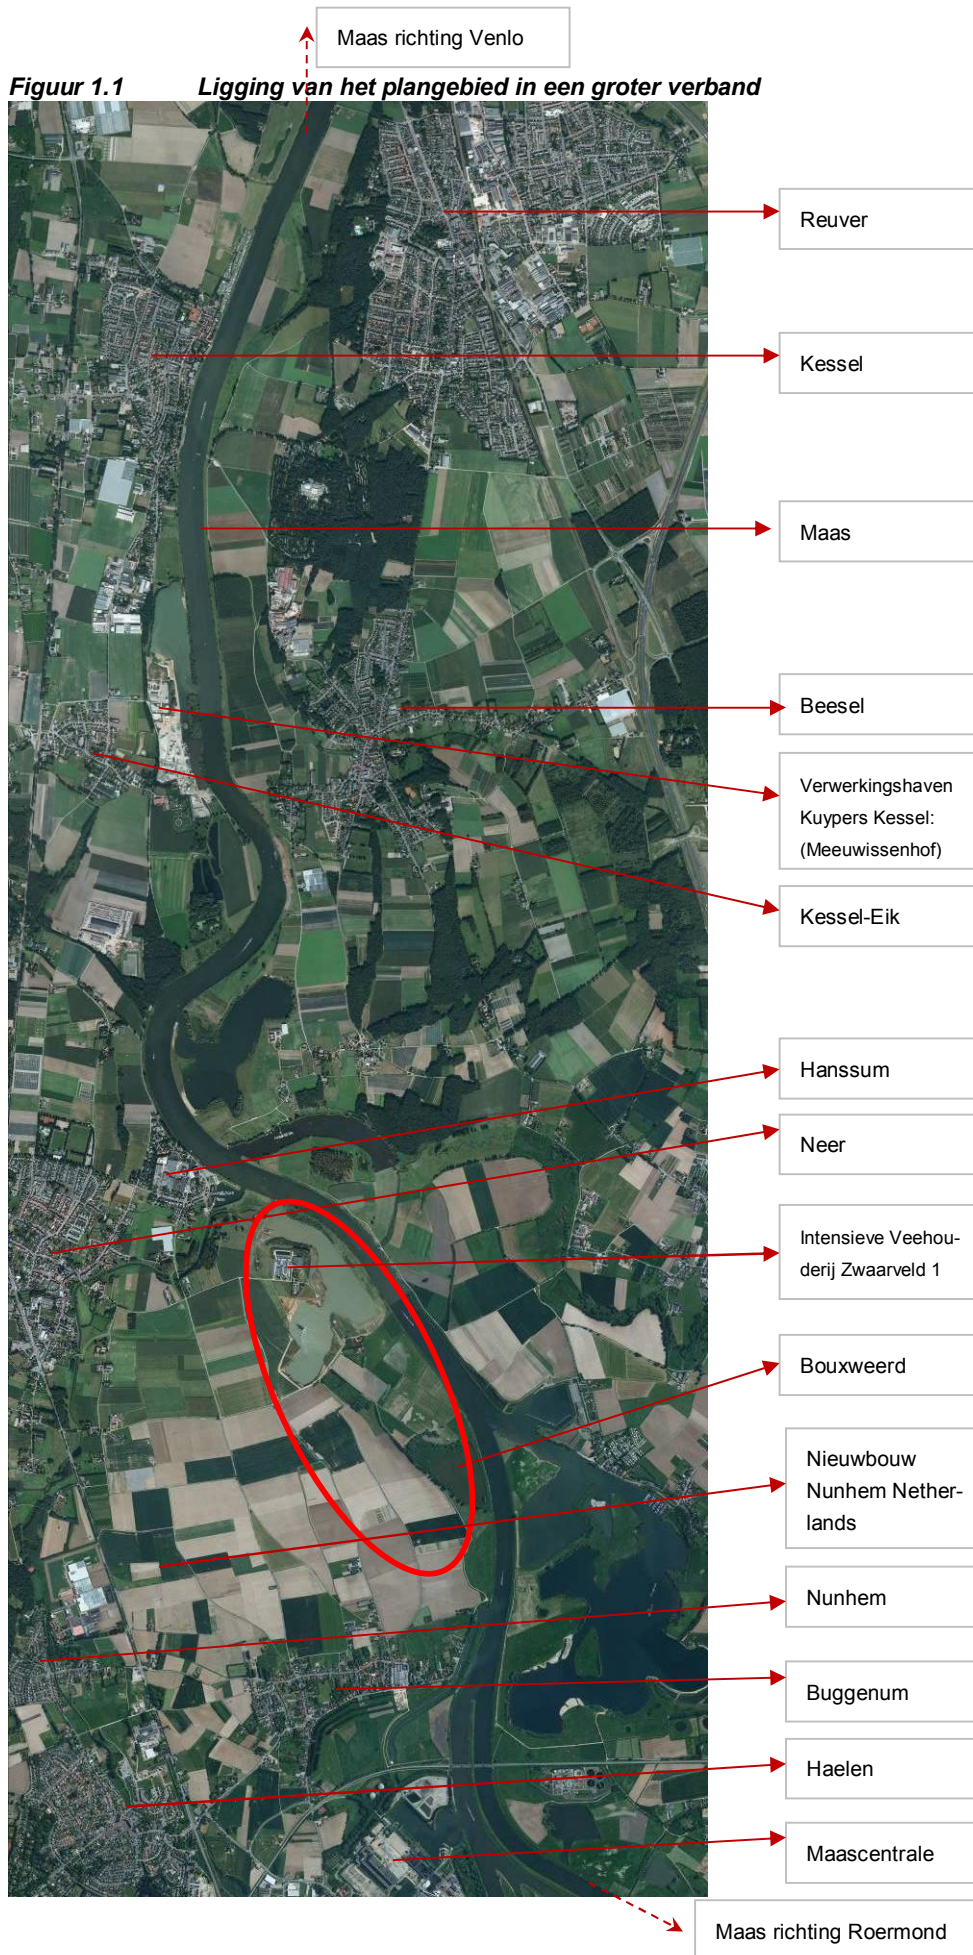 Maas richting Venlo
Figuur 1.1 Ligging van het plangebied in een groter verband
Reuver
Kessel
Maas
Beesel
Verwerkingshaven
Kuypers Kessel:
(Meeuwissenhof)
Kessel-Eik
Hanssum
Neer
Intensieve Veehou-
derij Zwaarveld 1
Bouxweerd
Nieuwbouw
Nunhem Nether-
lands
Nunhem
Buggenum
Haelen
Maascentrale
Maas richting Roermond